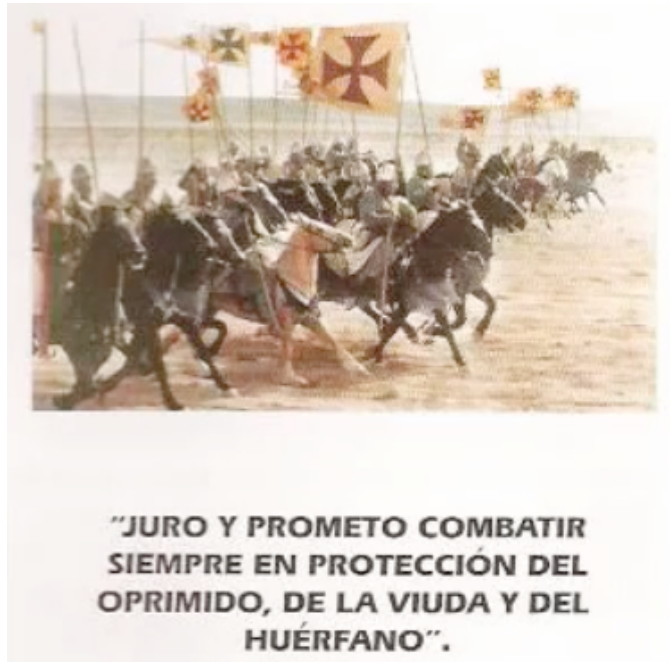 "JURO Y PROMETO COMBATIR
SIEMPRE EN PROTECCIÓN DEL
OPRIMIDO, DE LA VIUDA Y DEL
HUÉRFANO".